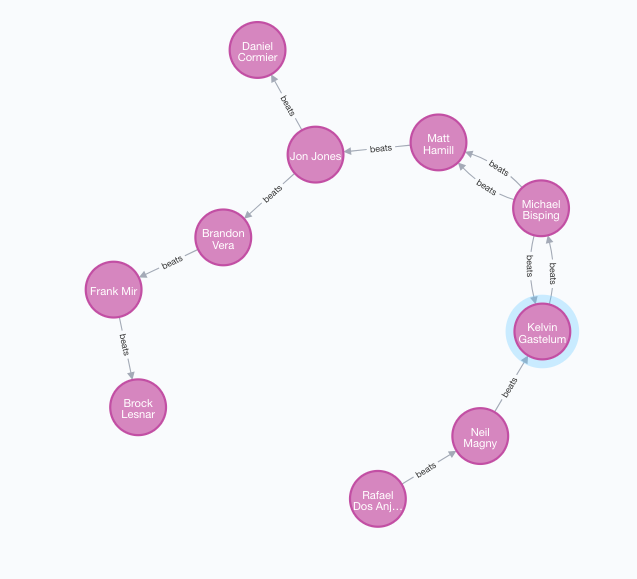 Daniel
Cormier
beats
Jon Jones
beats
Matt
Hamill
beats
beats
Michael
Bisping
beats
Brandon
Vera
beats
Frank Mir
beats
beats
beats
Kelvin
Gastelum
beats
Brock
Lesnar
beats
Neil
Magny
beats
Rafael
Dos Anj...